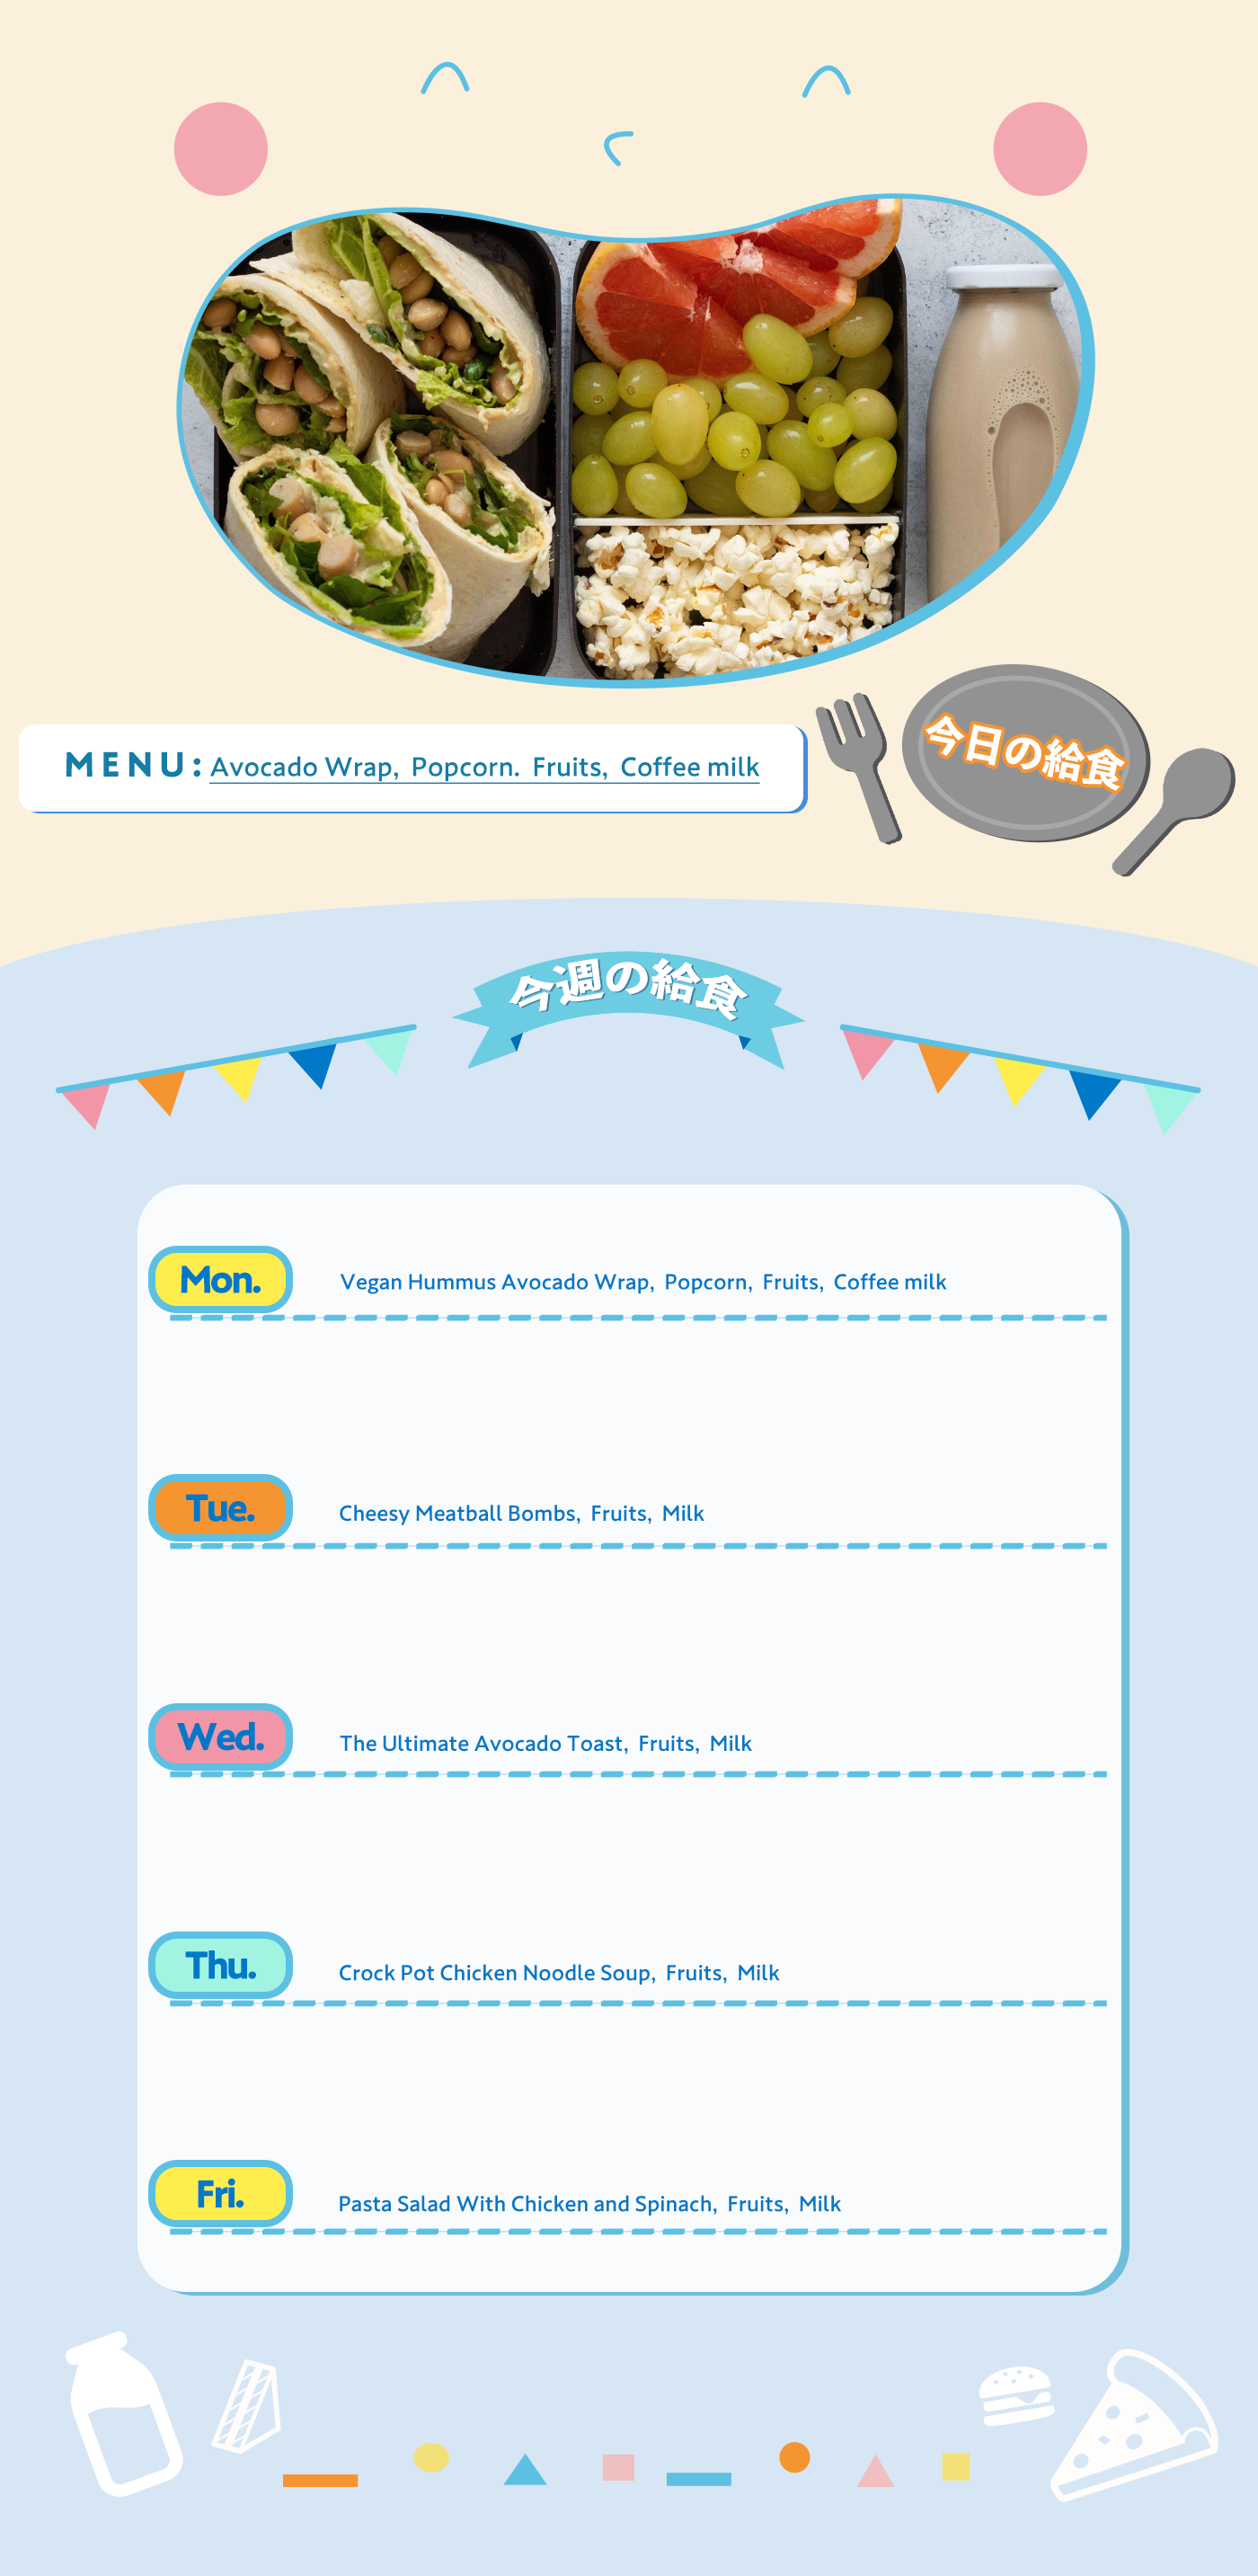 MENU: Avocado Wrap, Popcorn. Fruits, Coffee milk
今日の給食
今週の給食
Mon. Vegan Hummus Avocado Wrap, Popcorn, Fruits, Coffee milk
Tue. Cheesy Meatball Bombs, Fruits, Milk
Wed. The Ultimate Avocado Toast, Fruits, Milk
Thu. Crock Pot Chicken Noodle Soup, Fruits, Milk
Fri. Pasta Salad With Chicken and Spinach, Fruits, Milk